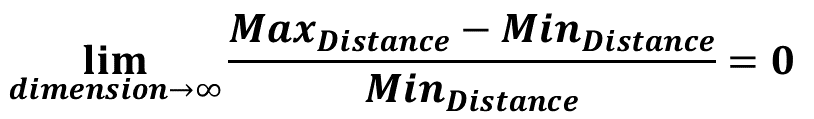 lim dimension→∞ (Max_Distance − Min_Distance) / Min_Distance = 0